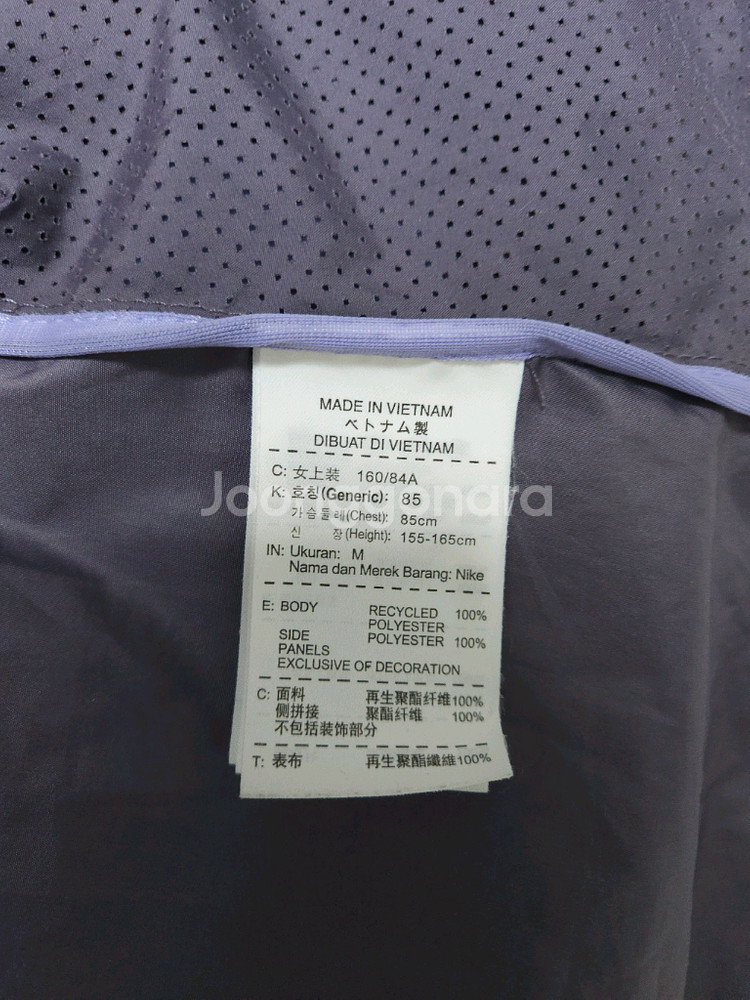 MADE IN VIETNAM
ベトナム製
DIBUAT DI VIETNAM
C: 女上装 160/84A
K: 호칭(Generic): 85
가슴둘레(Chest): 85cm
신 장(Height): 155-165cm
IN: Ukuran: M
Nama dan Merek Barang: Nike
E: BODY RECYCLED 100%
POLYESTER
SIDE POLYESTER 100%
PANELS
EXCLUSIVE OF DECORATION
C: 面料 再生聚酯纤维100%
侧拼接 聚酯纤维 100%
不包括装饰部分
T: 表布 再生聚酯纖維100%
Joonggonara